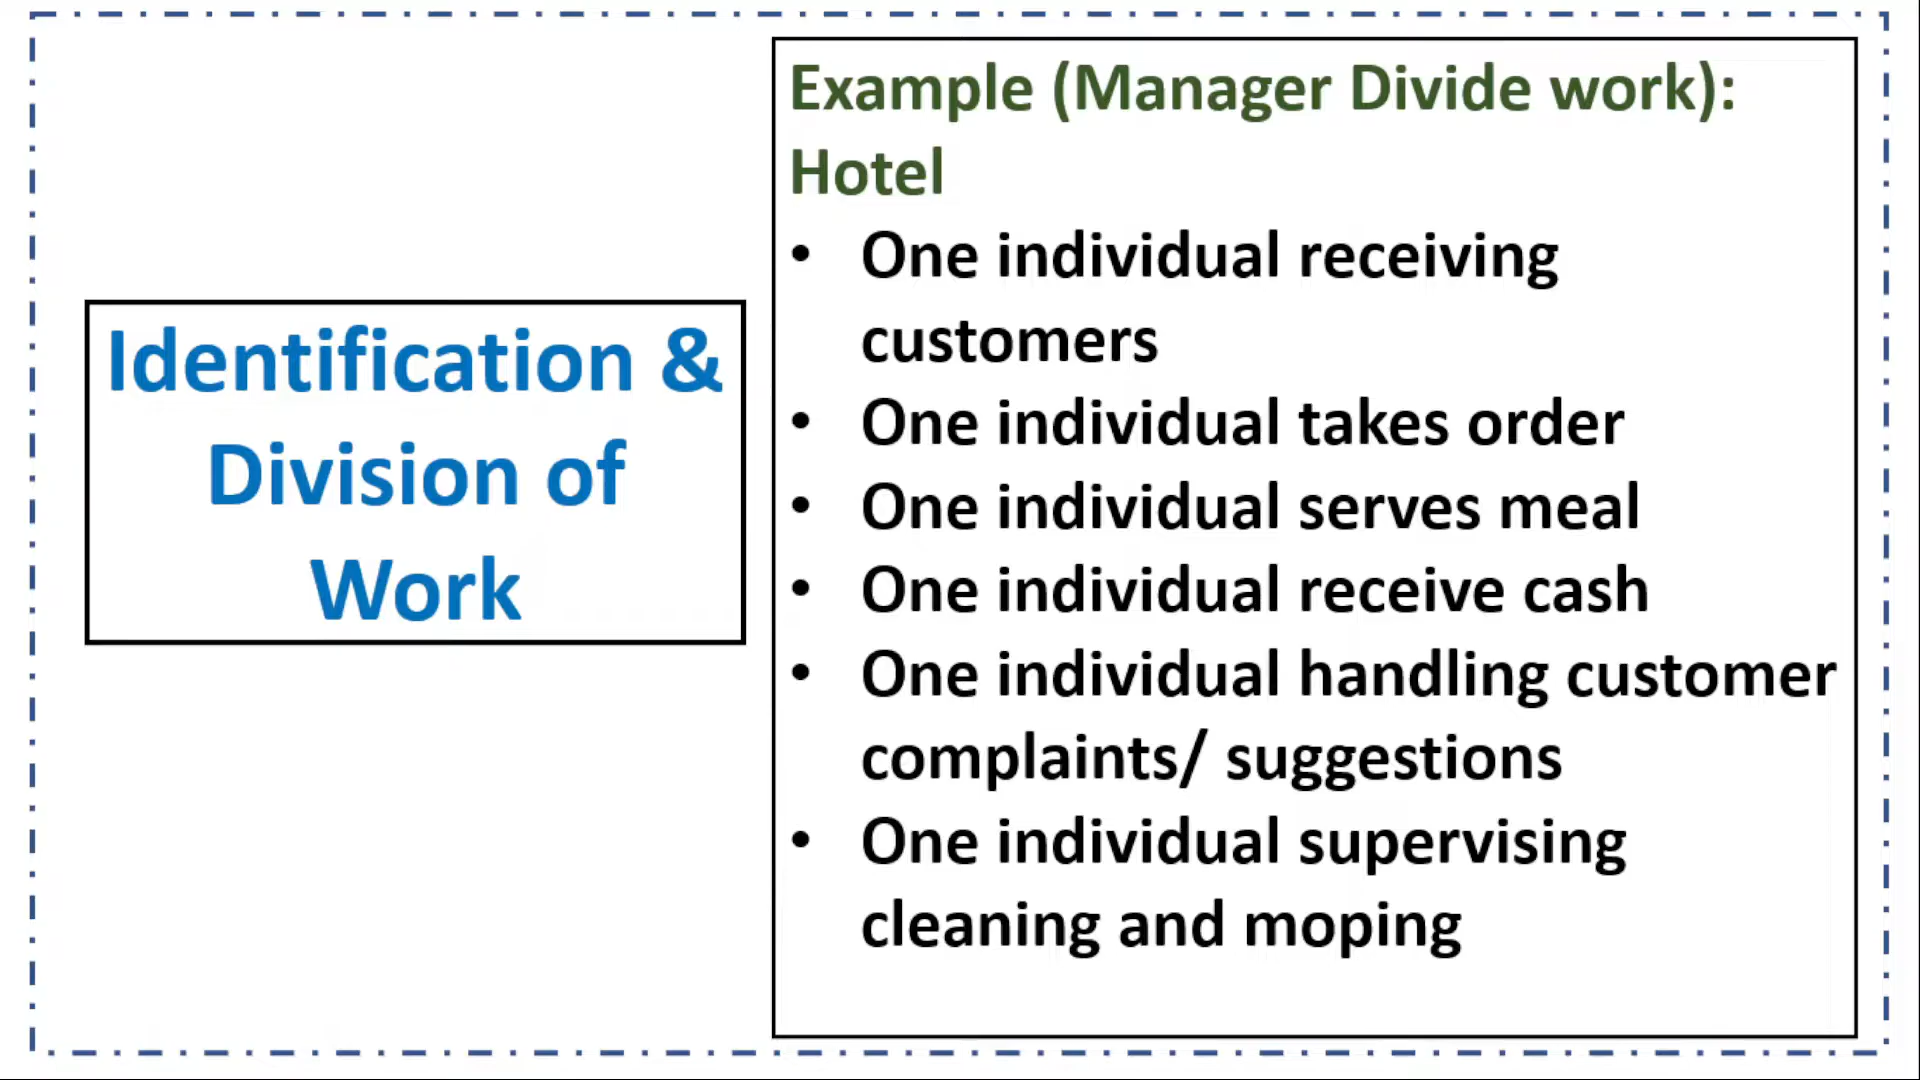 Identification &
Division of
Work
Example (Manager Divide work):
Hotel
• One individual receiving
customers
• One individual takes order
• One individual serves meal
• One individual receive cash
• One individual handling customer
complaints/ suggestions
• One individual supervising
cleaning and moping